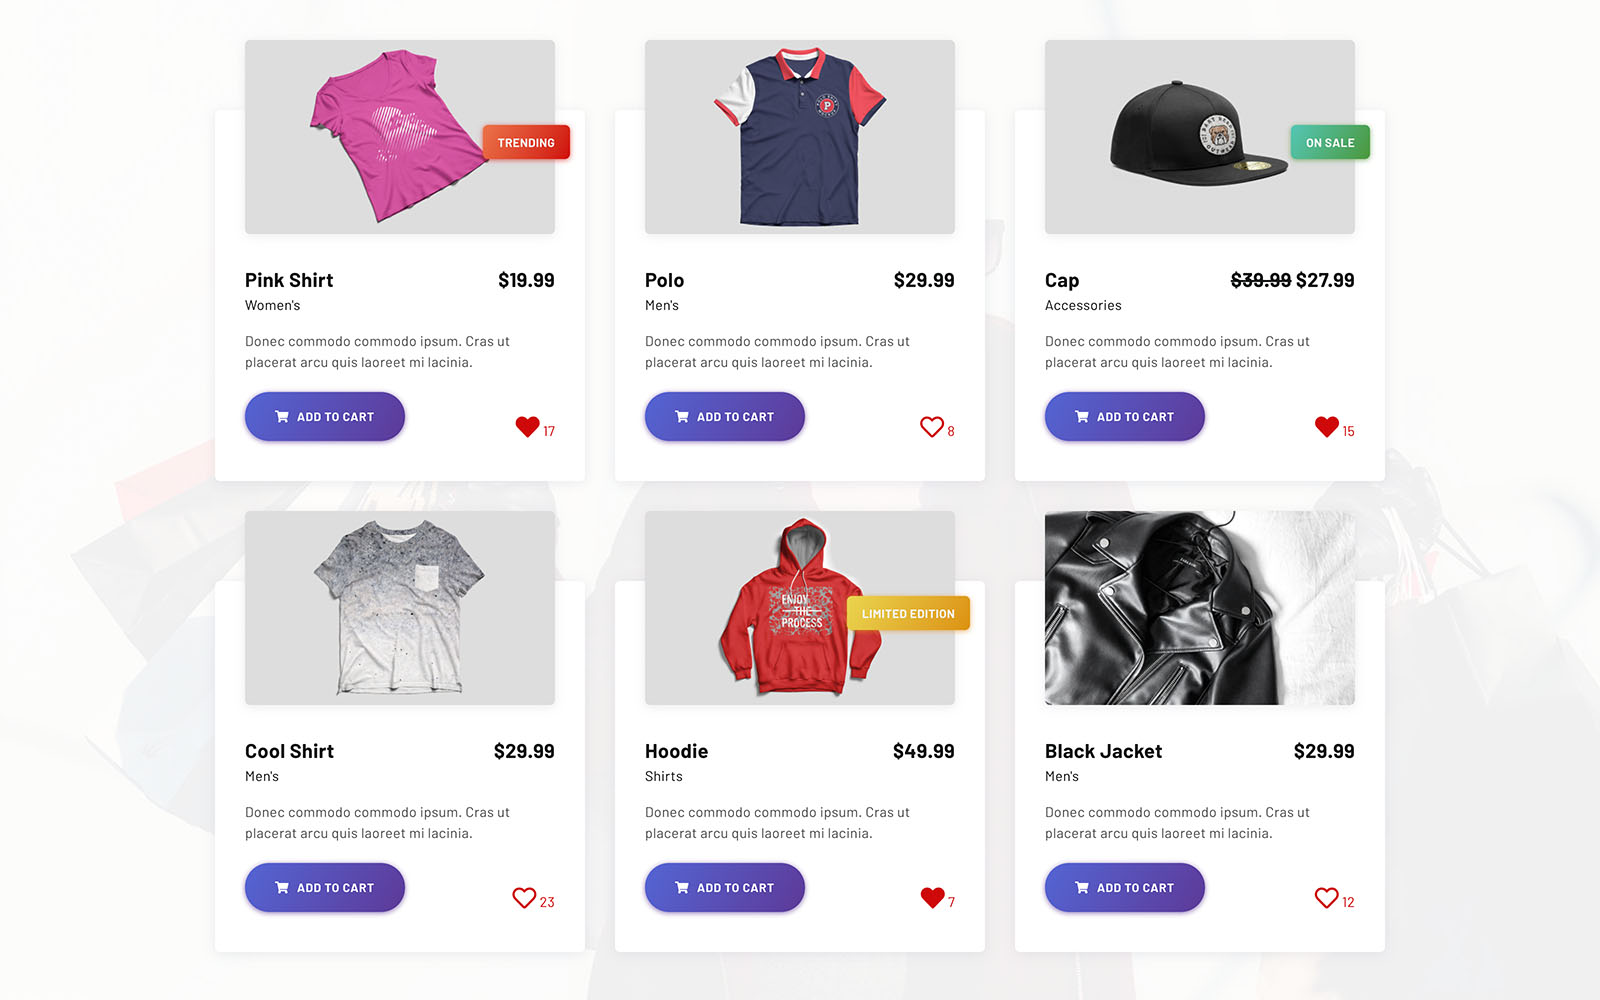 TRENDING
P
ON SALE
Pink Shirt $19.99
Women's
Donec commodo commodo ipsum. Cras ut
placerat arcu quis laoreet mi lacinia.
ADD TO CART
17
Polo $29.99
Men's
Donec commodo commodo ipsum. Cras ut
placerat arcu quis laoreet mi lacinia.
ADD TO CART
8
Cap $39.99 $27.99
Accessories
Donec commodo commodo ipsum. Cras ut
placerat arcu quis laoreet mi lacinia.
ADD TO CART
15
ENJOY
THE
PROCESS
LIMITED EDITION
Cool Shirt $29.99
Men's
Donec commodo commodo ipsum. Cras ut
placerat arcu quis laoreet mi lacinia.
ADD TO CART
23
Hoodie $49.99
Shirts
Donec commodo commodo ipsum. Cras ut
placerat arcu quis laoreet mi lacinia.
ADD TO CART
7
Black Jacket $29.99
Men's
Donec commodo commodo ipsum. Cras ut
placerat arcu quis laoreet mi lacinia.
ADD TO CART
12